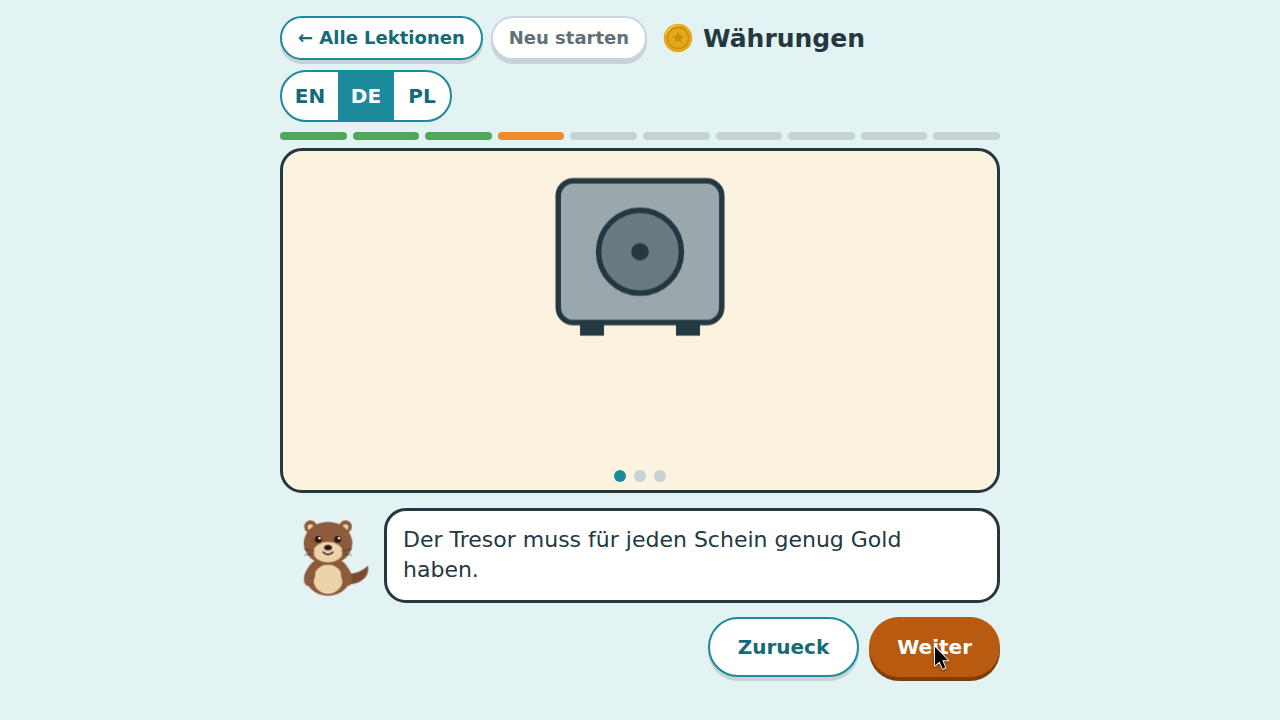 ← Alle Lektionen
Neu starten
Währungen
EN DE PL
Der Tresor muss für jeden Schein genug Gold
haben.
Zurueck
Weiter